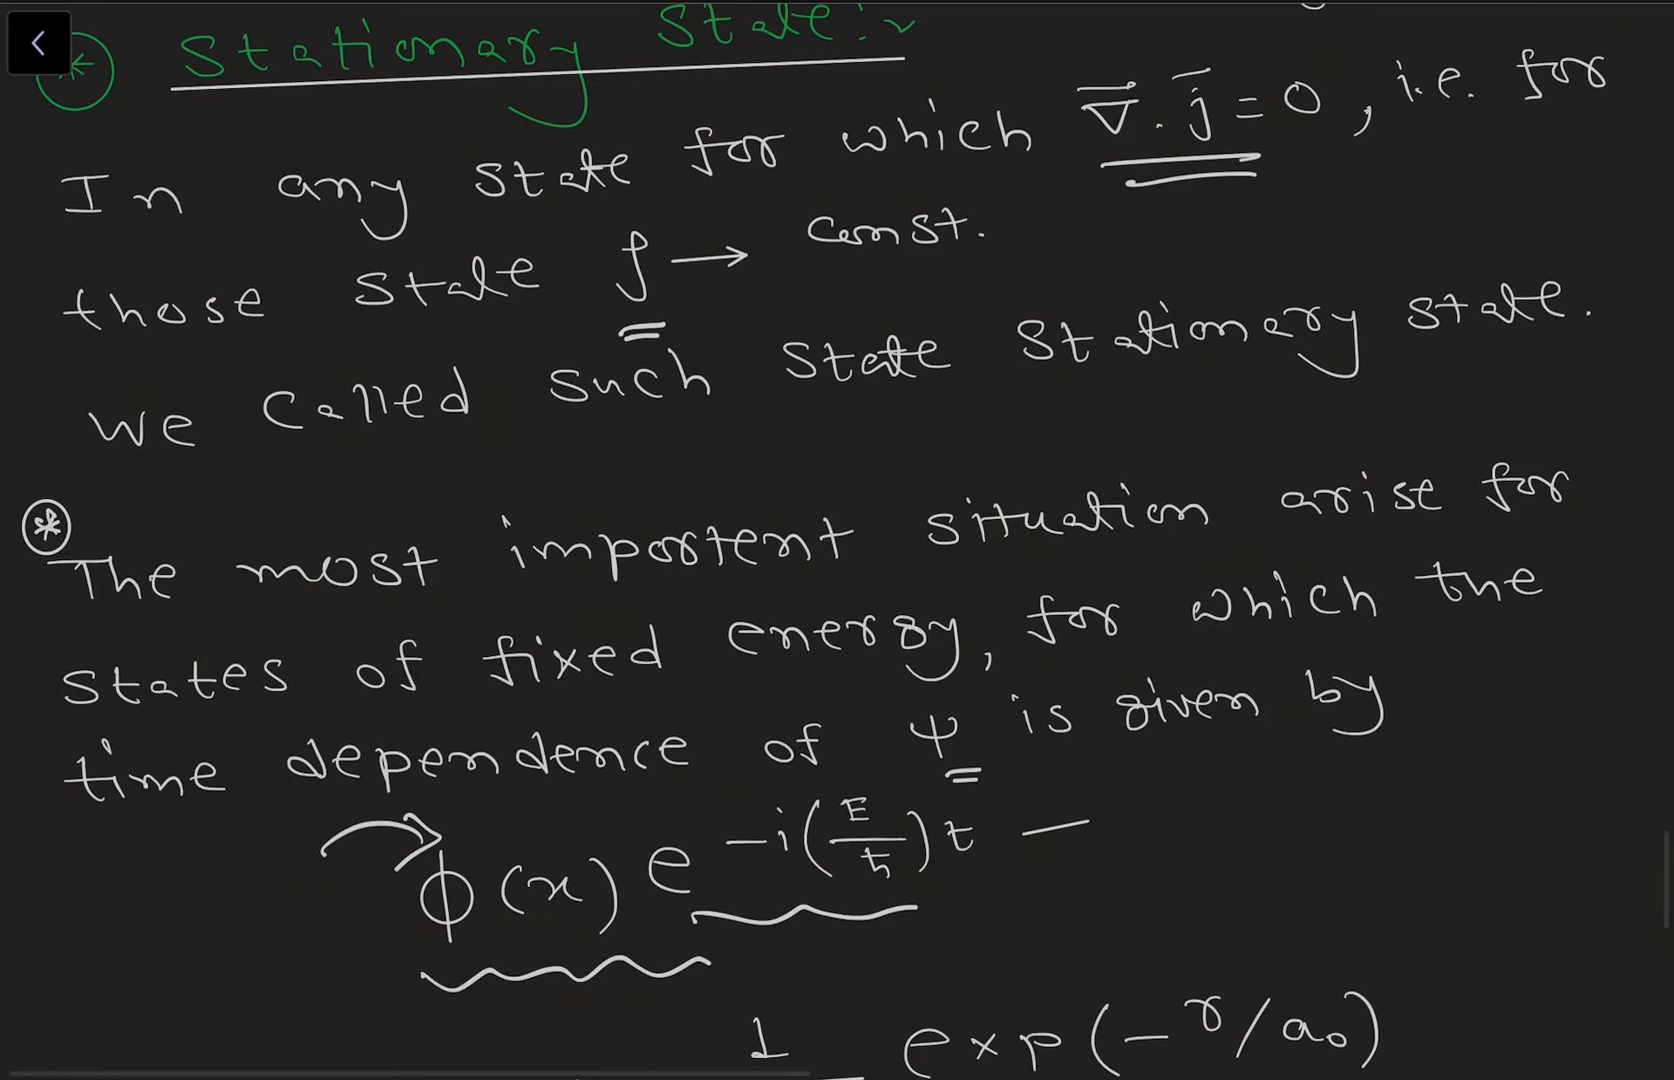 Stationary State:~
In any state for which ∇⃗ . j⃗ = 0 , i.e. for
those state ρ → const.
we called such state stationary state.
* The most importent situation arise for
states of fixed energy, for which the
time dependence of ψ is given by
ϕ(x) e^{-i(E/ħ)t} —
1 exp(-r/a₀)